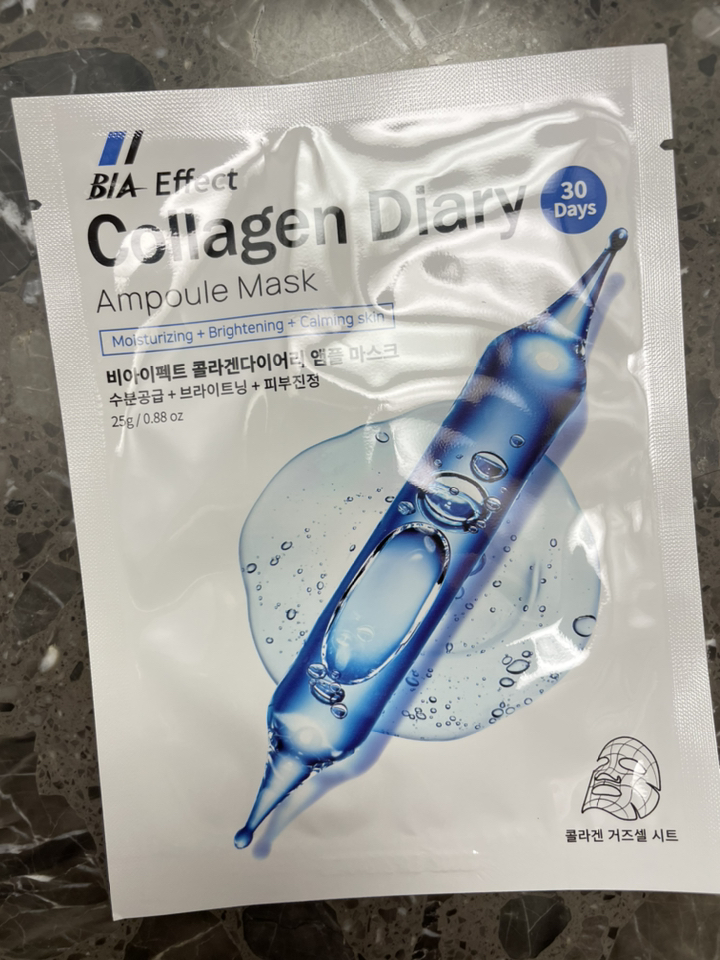 BIA Effect
Collagen Diary
30
Days
Ampoule Mask
Moisturizing + Brightening + Calming skin
비아이펙트 콜라겐다이어리 앰플 마스크
수분공급 + 브라이트닝 + 피부진정
25g / 0.88 oz
콜라겐 거즈셀 시트